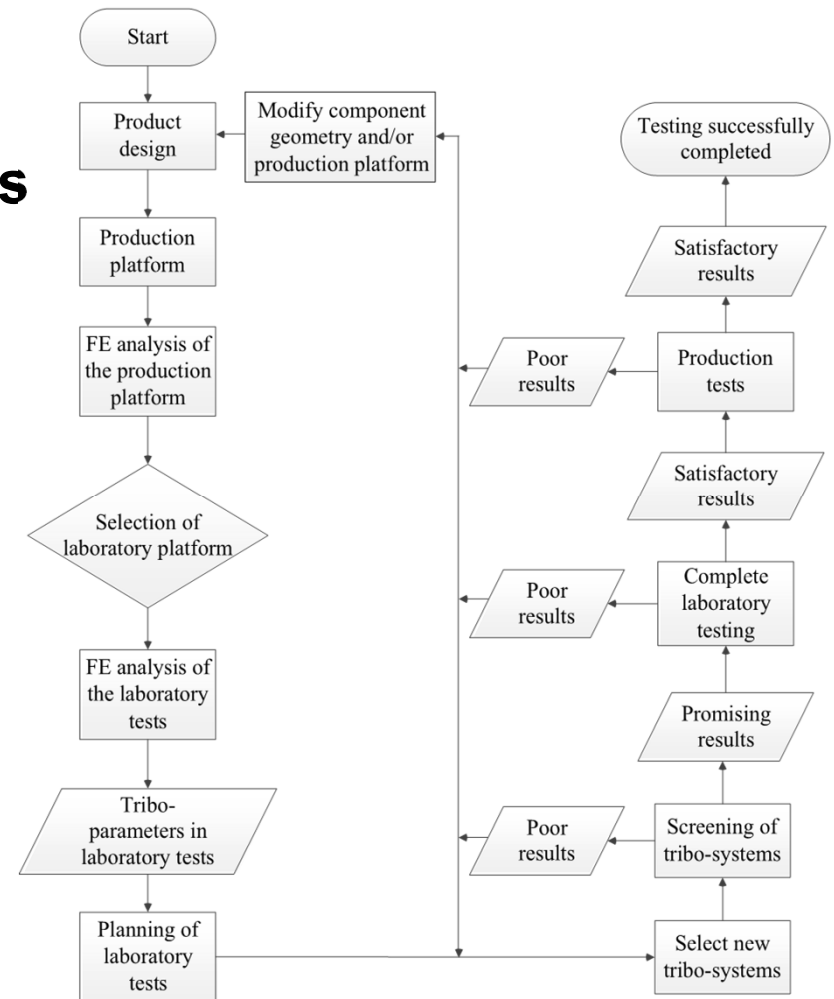 Start
Product
design
Modify component
geometry and/or
production platform
s
Production
platform
FE analysis of
the production
platform
Selection of
laboratory platform
FE analysis of
the laboratory
tests
Tribo-
parameters in
laboratory tests
Planning of
laboratory
tests
Testing successfully
completed
Satisfactory
results
Production
tests
Poor
results
Satisfactory
results
Complete
laboratory
testing
Poor
results
Promising
results
Screening of
tribo-systems
Poor
results
Select new
tribo-systems